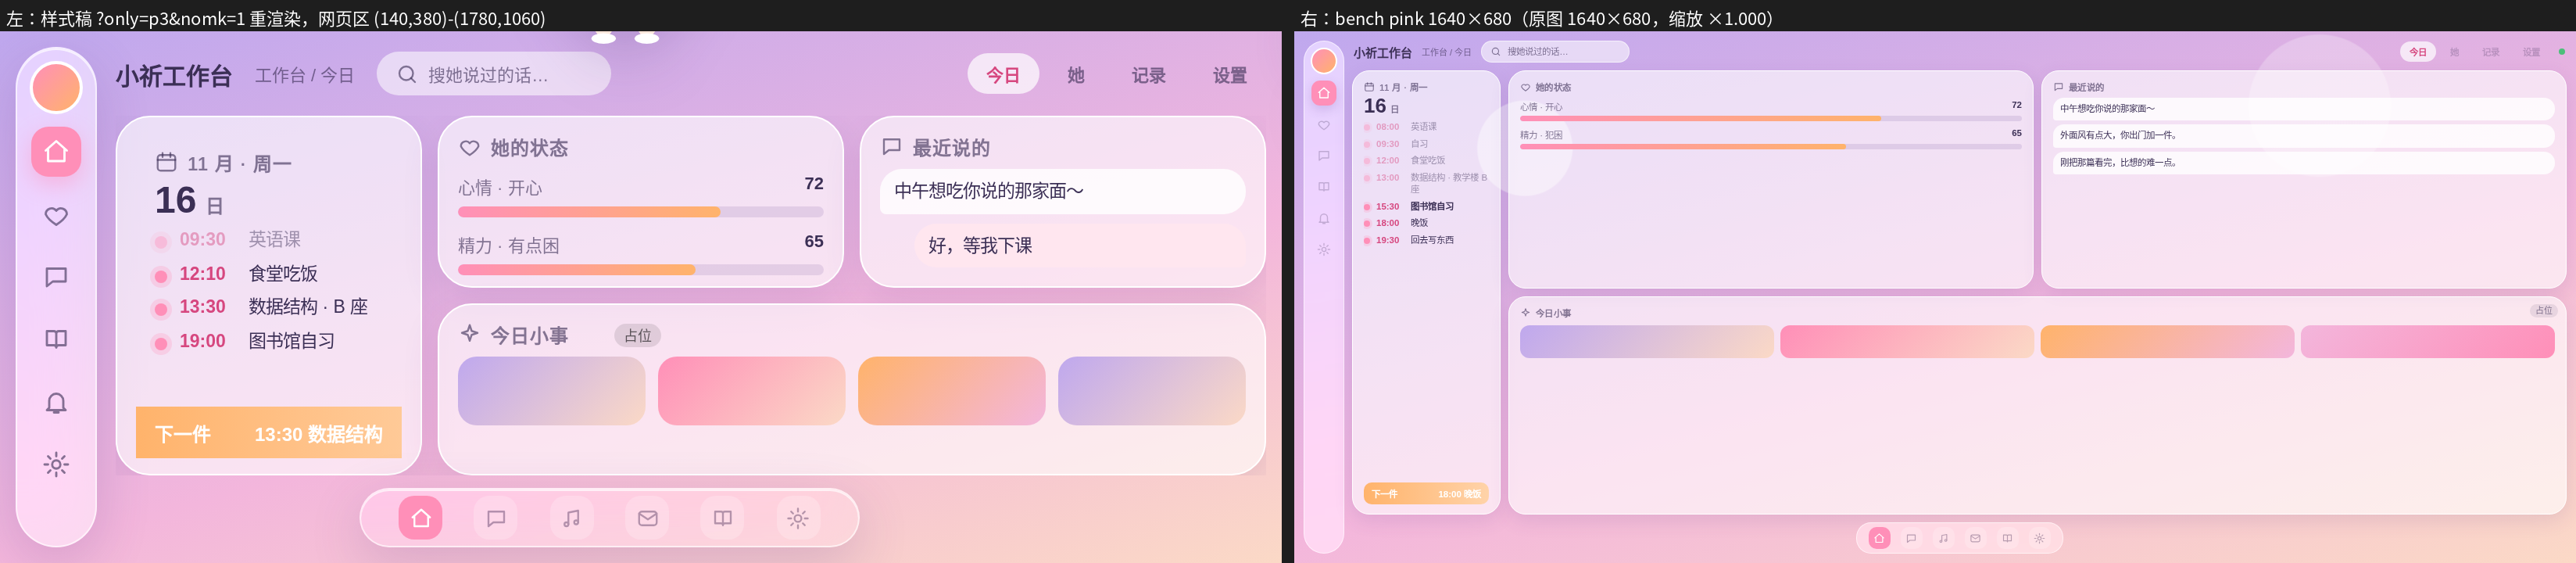 左：样式稿 ?only=p3&nomk=1 重渲染，网页区 (140,380)-(1780,1060)
小祈工作台
工作台 / 今日
搜她说过的话…
今日
她
记录
设置
11 月 · 周一
16 日
09:30 英语课
12:10 食堂吃饭
13:30 数据结构 · B 座
19:00 图书馆自习
下一件 13:30 数据结构
她的状态
心情 · 开心 72
精力 · 有点困 65
最近说的
中午想吃你说的那家面～
好，等我下课
今日小事 占位
右：bench pink 1640×680（原图 1640×680，缩放 ×1.000）
小祈工作台
工作台 / 今日
搜她说过的话…
今日
她
记录
设置
11 月 · 周一
16 日
08:00 英语课
09:30 自习
12:00 食堂吃饭
13:00 数据结构 · 教学楼 B
座
15:30 图书馆自习
18:00 晚饭
19:30 回去写东西
下一件 18:00 晚饭
她的状态
心情 · 开心 72
精力 · 犯困 65
最近说的
中午想吃你说的那家面～
外面风有点大，你出门加一件。
刚把那篇看完，比想的难一点。
今日小事 占位